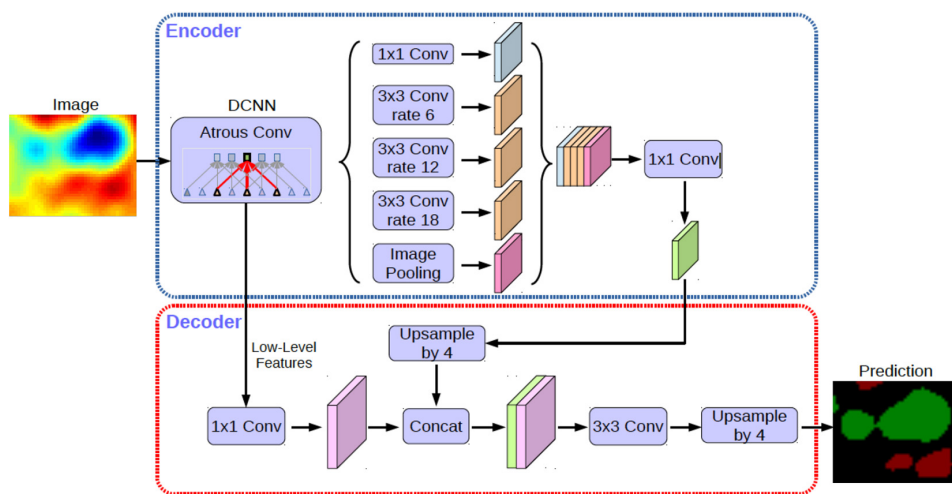 Encoder
Image
DCNN
Atrous Conv
1x1 Conv
3x3 Conv
rate 6
3x3 Conv
rate 12
3x3 Conv
rate 18
Image
Pooling
1x1 Conv
Decoder
Low-Level
Features
Upsample
by 4
1x1 Conv
Concat
3x3 Conv
Upsample
by 4
Prediction